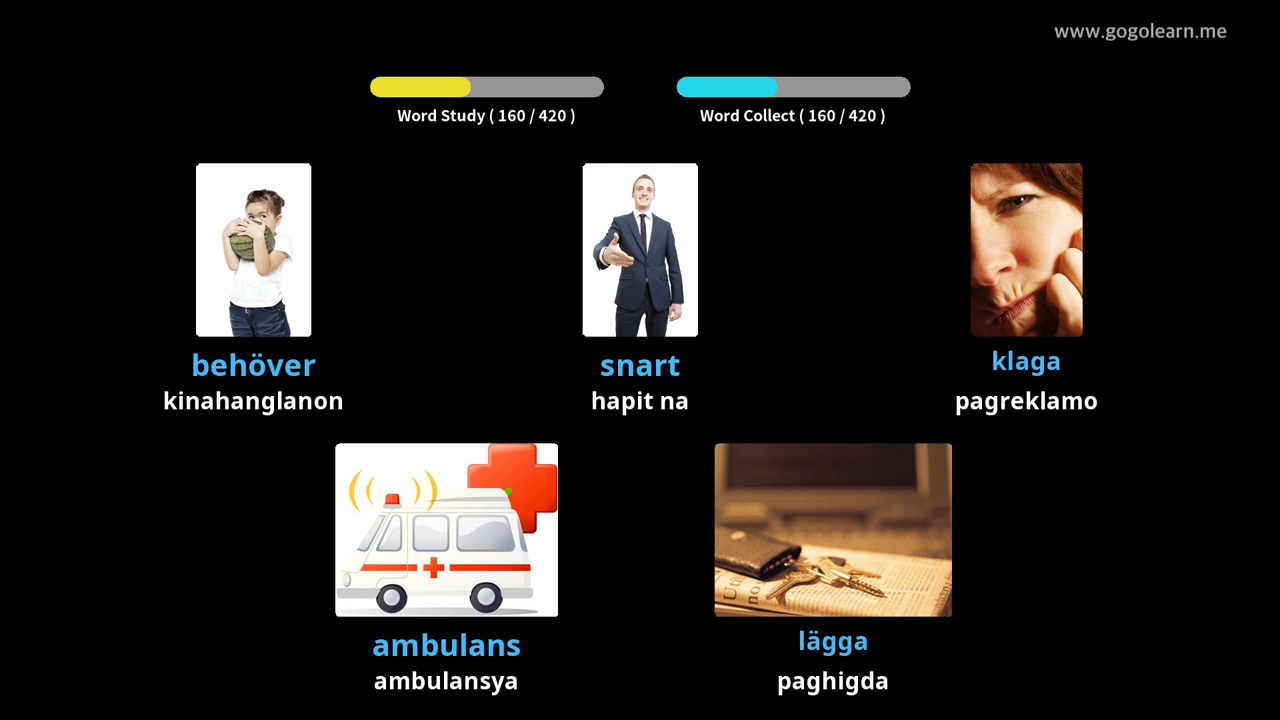 www.gogolearn.me
Word Study ( 160 / 420 )
Word Collect ( 160 / 420 )
behöver
kinahanglanon
snart
hapit na
klaga
pagreklamo
ambulans
ambulansya
lägga
paghigda